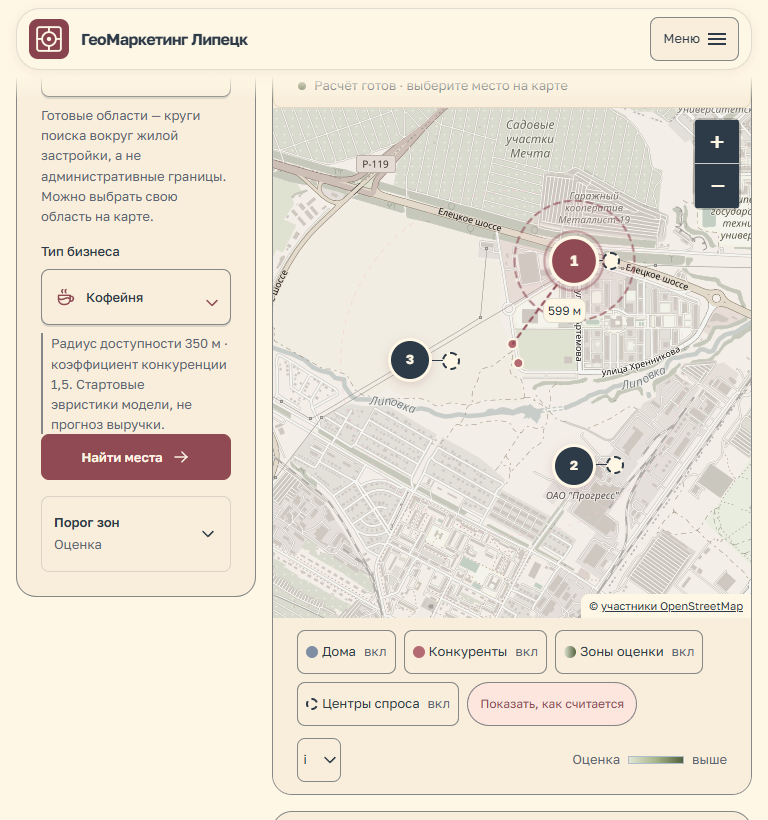 ГеоМаркетинг Липецк
Меню
Готовые области — круги
поиска вокруг жилой
застройки, а не
административные границы.
Можно выбрать свою
область на карте.
Тип бизнеса
Кофейня
Радиус доступности 350 м ·
коэффициент конкуренции
1,5. Стартовые
эвристики модели, не
прогноз выручки.
Найти места
Порог зон
Оценка
Расчёт готов · выберите место на карте
Садовые
участки
Мечта
Р-119
+
−
Гаражный
кооператив
Металлист-19
Елецкое шоссе
1
Елецкое шоссе
599 м
3
улица Хренникова
Липовка
Липовка
2
ОАО "Прогресс"
© участники OpenStreetMap
Дома вкл
Конкуренты вкл
Зоны оценки вкл
Центры спроса вкл
Показать, как считается
i
Оценка
выше